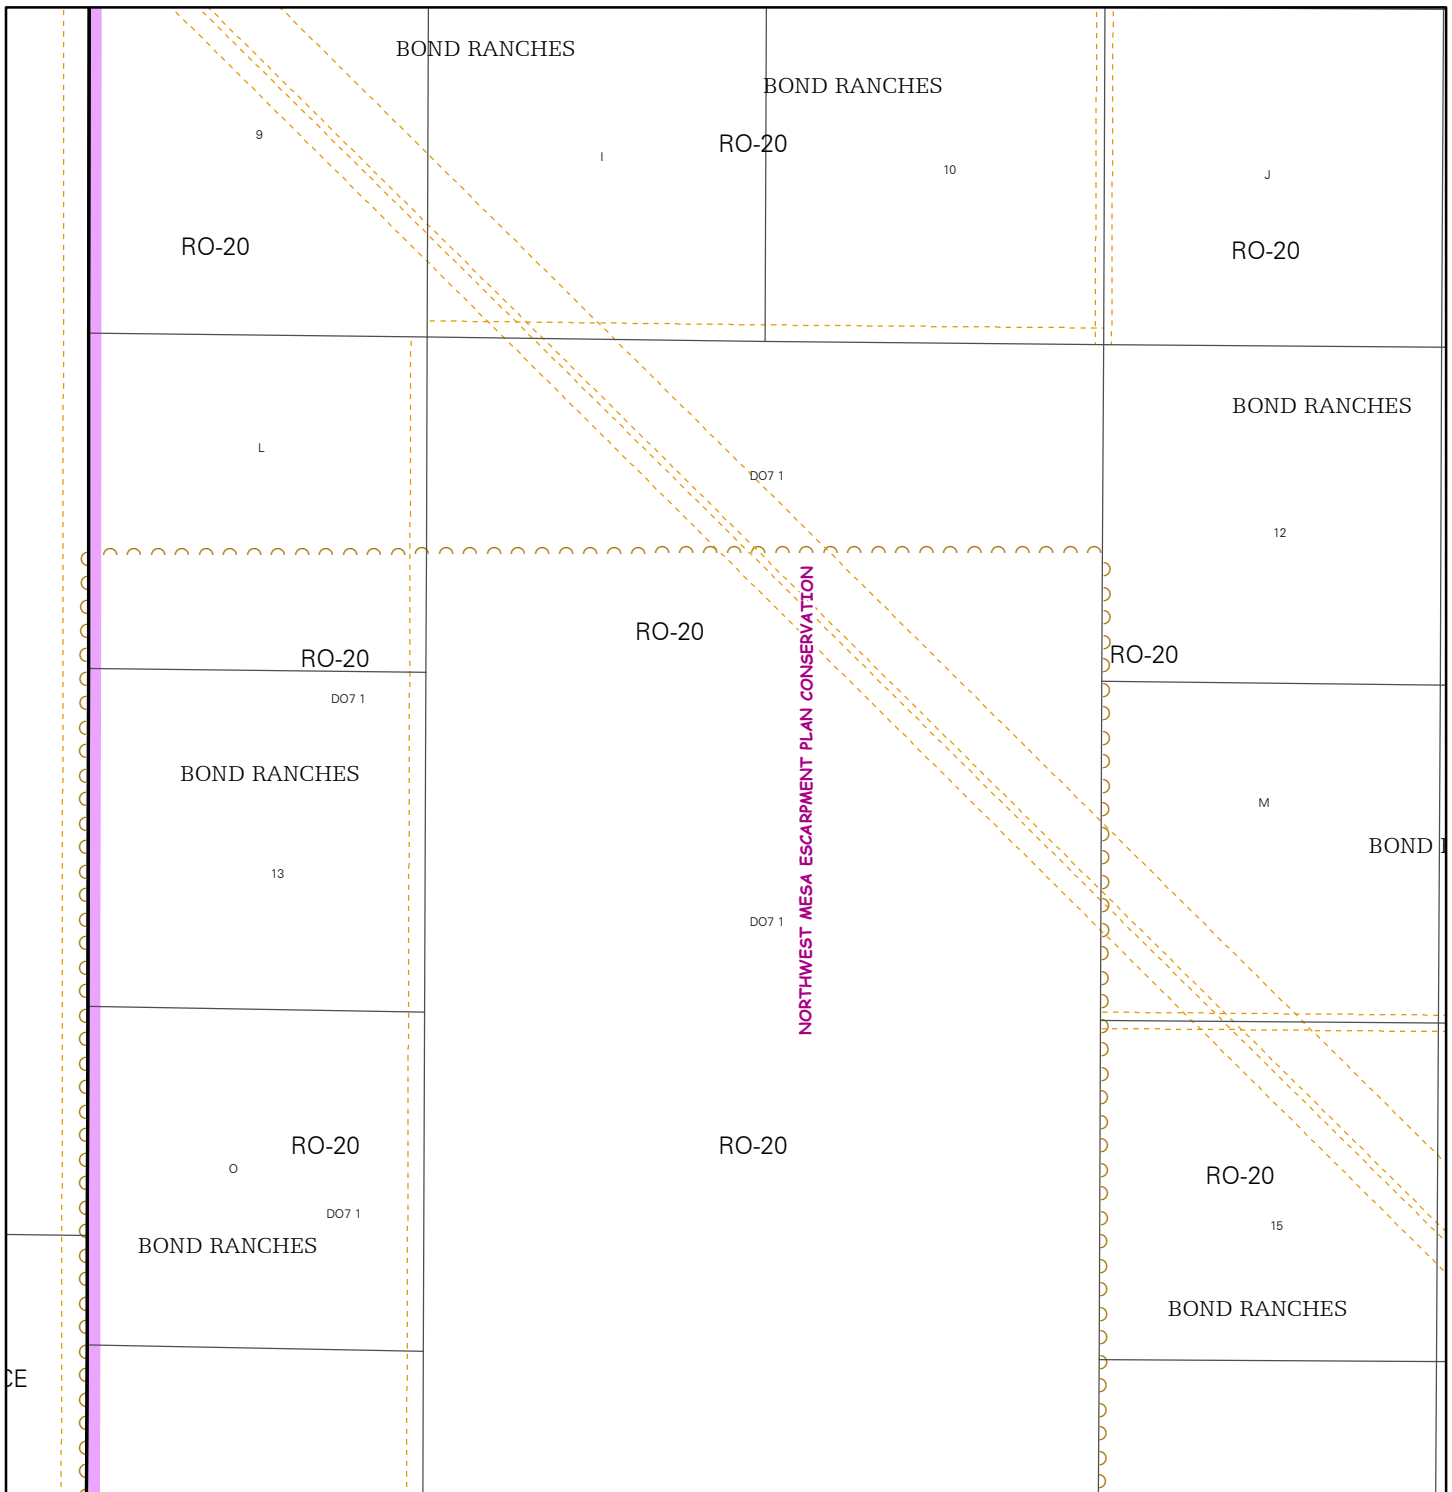 BOND RANCHES
BOND RANCHES
9
RO-20
I
10
J
RO-20
RO-20
BOND RANCHES
L
DO7 1
12
RO-20
RO-20
RO-20
DO7 1
NORTHWEST MESA ESCARPMENT PLAN CONSERVATION
BOND RANCHES
M
BOND
13
DO7 1
RO-20
RO-20
O
RO-20
DO7 1
15
BOND RANCHES
BOND RANCHES
CE